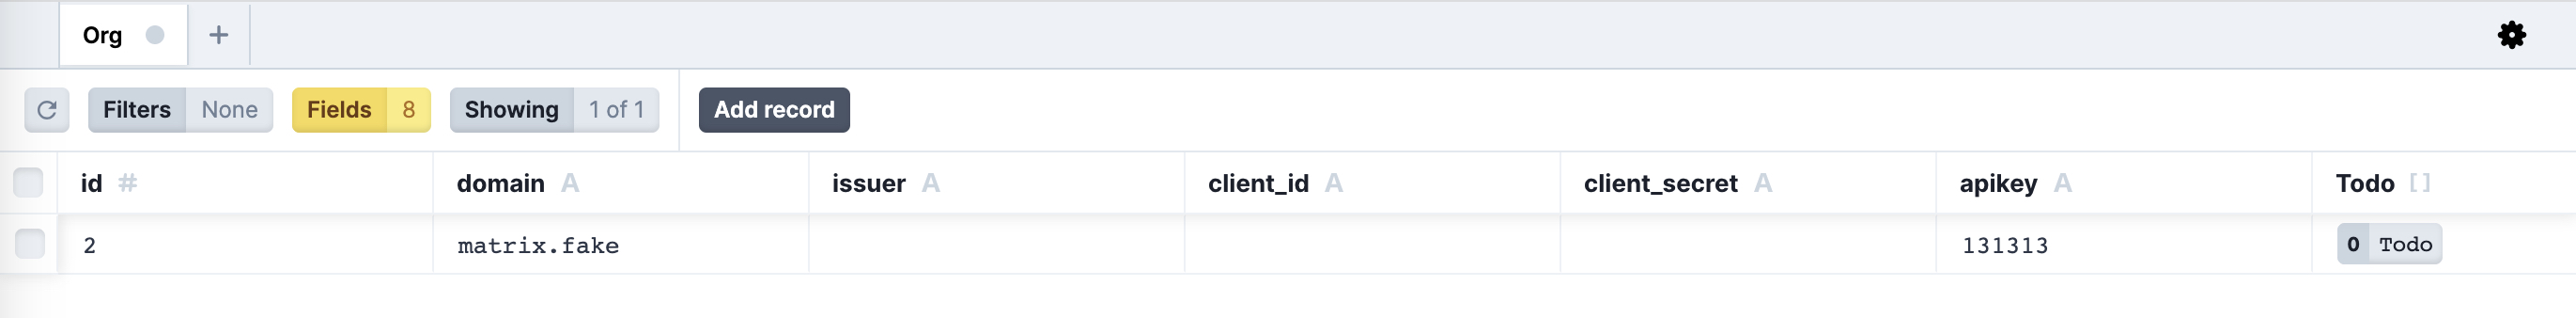 Org +
Filters None Fields 8 Showing 1 of 1 Add record
id # domain A issuer A client_id A client_secret A apikey A Todo []
2 matrix.fake 131313 0 Todo